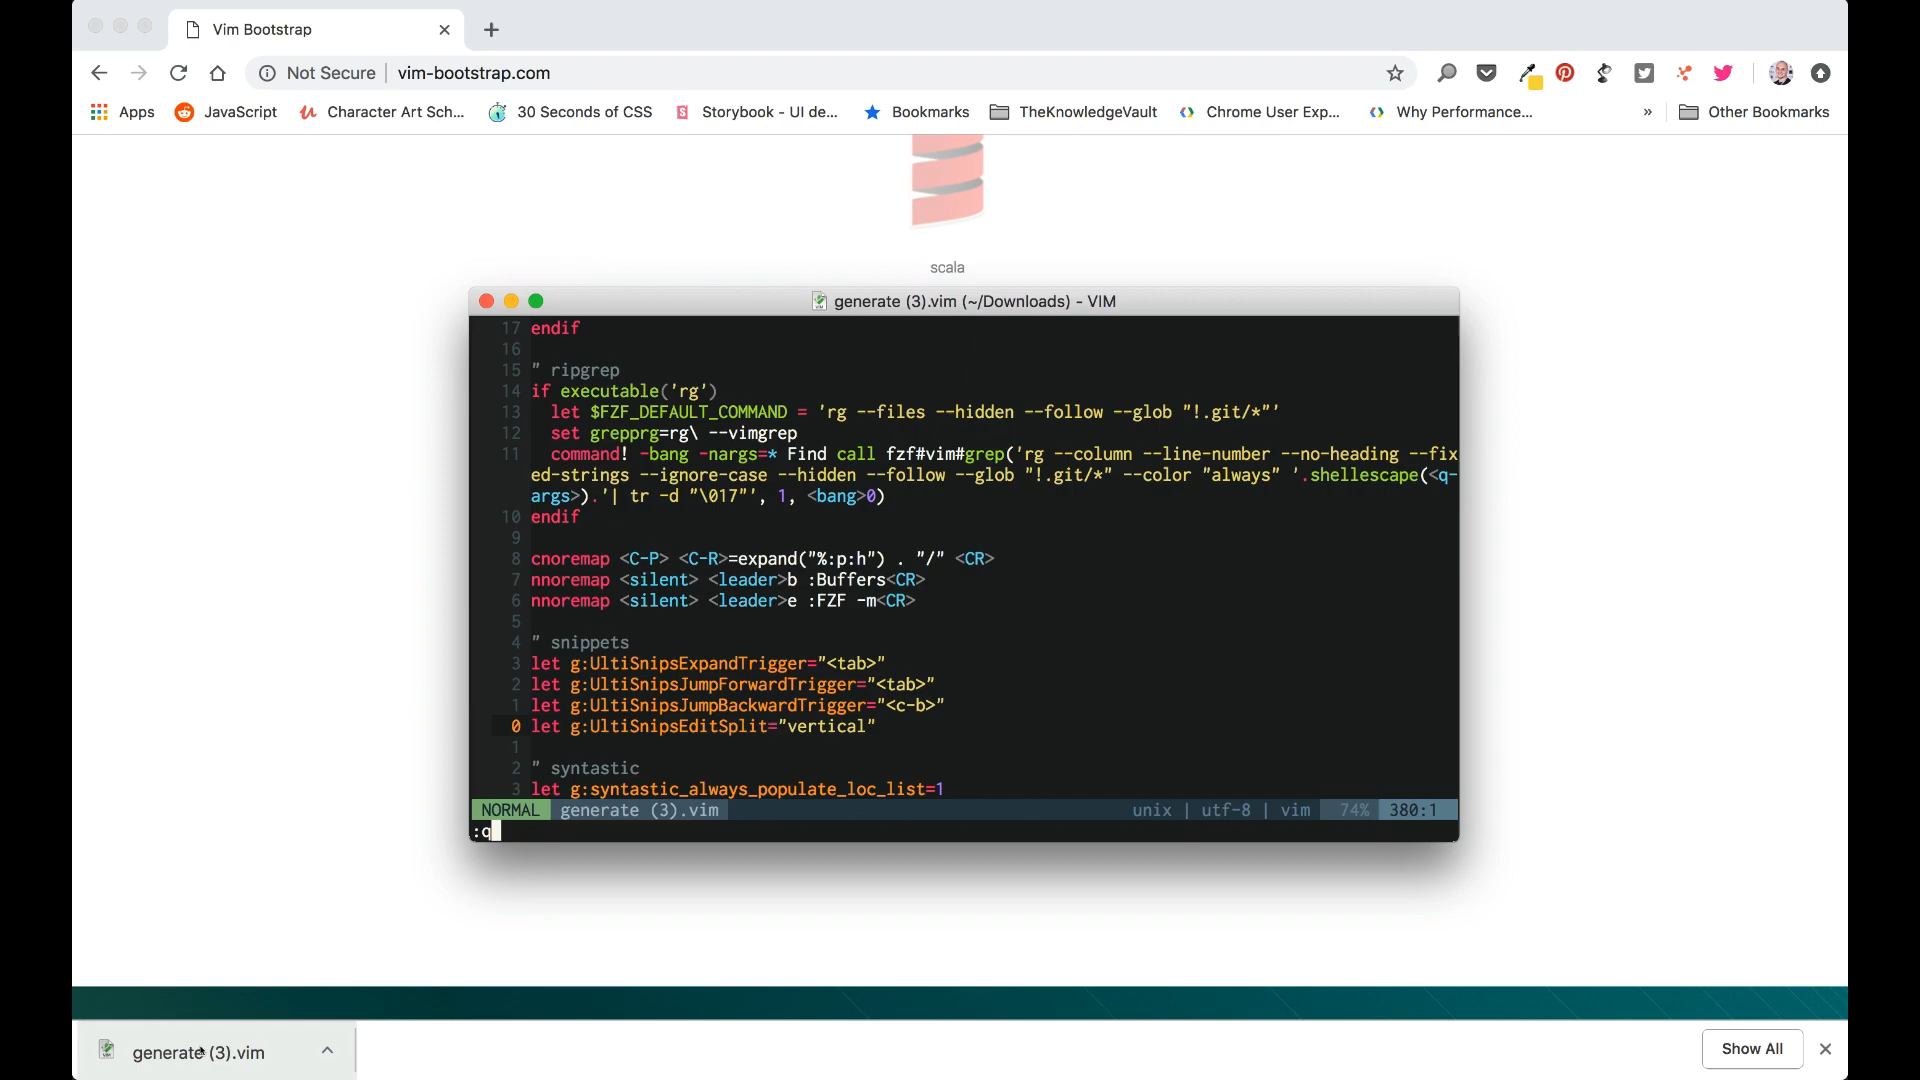 Vim Bootstrap
Not Secure vim-bootstrap.com
Apps JavaScript Character Art Sch... 30 Seconds of CSS Storybook - UI de... Bookmarks TheKnowledgeVault Chrome User Exp... Why Performance... » Other Bookmarks
scala
generate (3).vim (~/Downloads) - VIM
17 endif
16
15 " ripgrep
14 if executable('rg')
13   let $FZF_DEFAULT_COMMAND = 'rg --files --hidden --follow --glob "!.git/*"'
12   set grepprg=rg\ --vimgrep
11   command! -bang -nargs=* Find call fzf#vim#grep('rg --column --line-number --no-heading --fix
ed-strings --ignore-case --hidden --follow --glob "!.git/*" --color "always" '.shellescape(<q-
args>).'| tr -d "\017"', 1, <bang>0)
10 endif
9
8 cnoremap <C-P> <C-R>=expand("%:p:h") . "/" <CR>
7 nnoremap <silent> <leader>b :Buffers<CR>
6 nnoremap <silent> <leader>e :FZF -m<CR>
5
4 " snippets
3 let g:UltiSnipsExpandTrigger="<tab>"
2 let g:UltiSnipsJumpForwardTrigger="<tab>"
1 let g:UltiSnipsJumpBackwardTrigger="<c-b>"
0 let g:UltiSnipsEditSplit="vertical"
1
2 " syntastic
3 let g:syntastic_always_populate_loc_list=1
NORMAL generate (3).vim unix | utf-8 | vim 74% 380:1
:q
generate (3).vim Show All